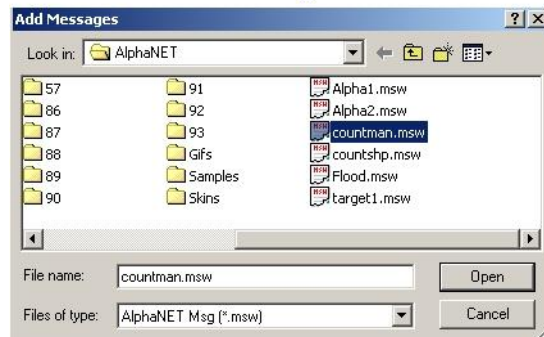 Add Messages
Look in: AlphaNET
57 91 Alpha1.msw
86 92 Alpha2.msw
87 93 countman.msw
88 Gifs countshp.msw
89 Samples Flood.msw
90 Skins target1.msw
File name: countman.msw Open
Files of type: AlphaNET Msg (*.msw) Cancel